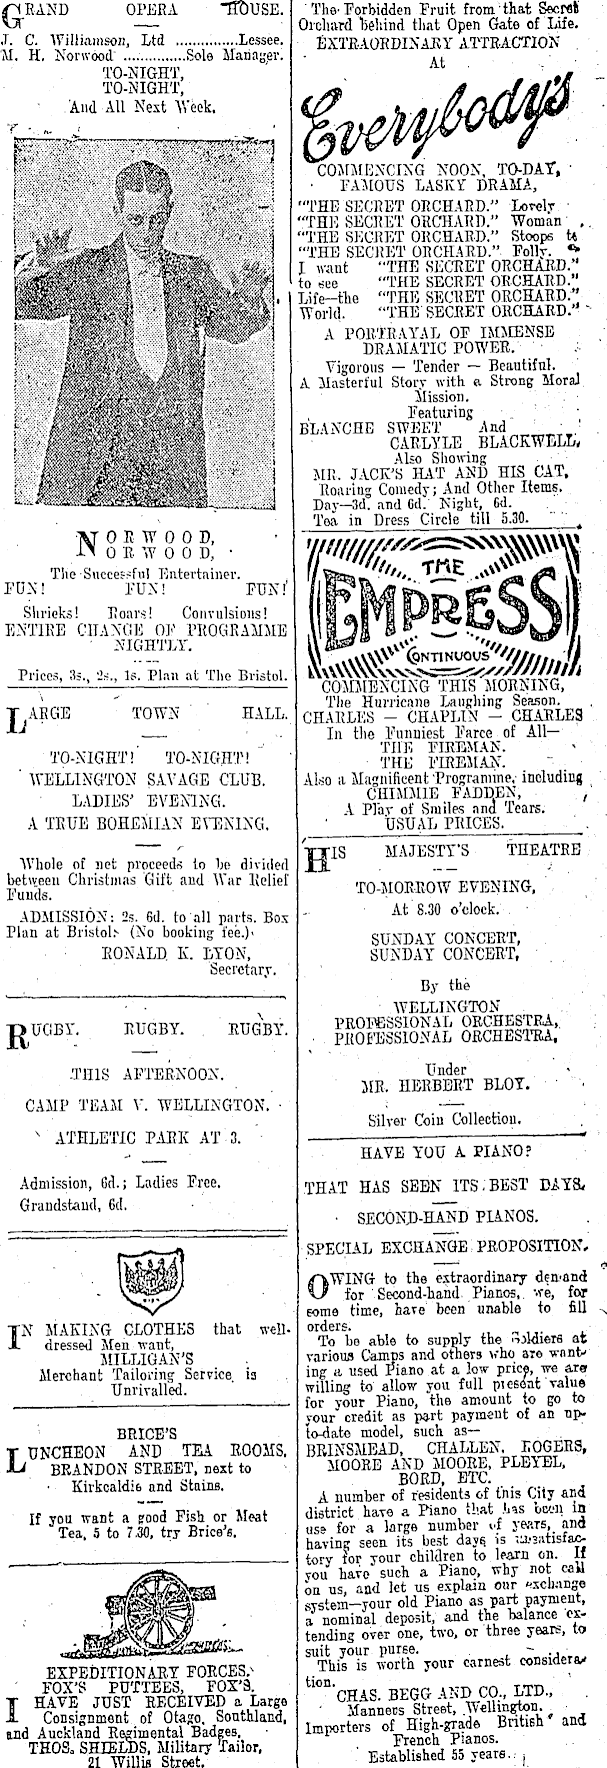 GRAND OPERA HOUSE.
J. C. Williamson, Ltd ...............Lessee.
M. H. Norwood ...............Sole Manager.
TO-NIGHT,
TO-NIGHT,
And All Next Week.
NORWOOD,
NORWOOD,
The Successful Entertainer.
FUN! FUN! FUN!
Shrieks! Roars! Convulsions!
ENTIRE CHANGE OF PROGRAMME
NIGHTLY.
Prices, 3s., 2s., 1s. Plan at The Bristol.
LARGE TOWN HALL.
TO-NIGHT! TO-NIGHT!
WELLINGTON SAVAGE CLUB.
LADIES' EVENING.
A TRUE BOHEMIAN EVENING.
Whole of net proceeds to be divided
between Christmas Gift and War Relief
Funds.
ADMISSION: 2s. 6d. to all parts. Box
Plan at Bristol. (No booking fee.)
RONALD K. LYON,
Secretary.
RUGBY. RUGBY. RUGBY.
THIS AFTERNOON.
CAMP TEAM V. WELLINGTON.
ATHLETIC PARK AT 3.
Admission, 6d.; Ladies Free.
Grandstand, 6d.
IN MAKING CLOTHES that well-
dressed Men want,
MILLIGAN'S
Merchant Tailoring Service is
Unrivalled.
BRICE'S
LUNCHEON AND TEA ROOMS,
BRANDON STREET, next to
Kirkcaldie and Stains.
If you want a good Fish or Meat
Tea, 5 to 7.30, try Brice's.
EXPEDITIONARY FORCES.
FOX'S PUTTEES, FOX'S.
I HAVE JUST RECEIVED a Large
Consignment of Otago, Southland,
and Auckland Regimental Badges,
THOS. SHIELDS, Military Tailor,
21 Willis Street.
The Forbidden Fruit from that Secret
Orchard behind that Open Gate of Life.
EXTRAORDINARY ATTRACTION
At
Everybody's
COMMENCING NOON, TO-DAY,
FAMOUS LASKY DRAMA,
"THE SECRET ORCHARD." Lovely
"THE SECRET ORCHARD." Woman
"THE SECRET ORCHARD." Stoops to
"THE SECRET ORCHARD." Folly.
I want "THE SECRET ORCHARD."
to see "THE SECRET ORCHARD."
Life—the "THE SECRET ORCHARD."
World. "THE SECRET ORCHARD."
A PORTRAYAL OF IMMENSE
DRAMATIC POWER.
Vigorous — Tender — Beautiful.
A Masterful Story with a Strong Moral
Mission.
Featuring
BLANCHE SWEET And
CARLYLE BLACKWELL,
Also Showing
MR. JACK'S HAT AND HIS CAT,
Roaring Comedy; And Other Items.
Day—3d. and 6d. Night, 6d.
Tea in Dress Circle till 5.30.
THE
EMPRESS
CONTINUOUS
COMMENCING THIS MORNING,
The Hurricane Laughing Season.
CHARLES — CHAPLIN — CHARLES
In the Funniest Farce of All—
THE FIREMAN.
THE FIREMAN.
Also a Magnificent Programme, including
CHIMMIE FADDEN,
A Play of Smiles and Tears.
USUAL PRICES.
HIS MAJESTY'S THEATRE
TO-MORROW EVENING,
At 8.30 o'clock.
SUNDAY CONCERT,
SUNDAY CONCERT,
By the
WELLINGTON
PROFESSIONAL ORCHESTRA,
PROFESSIONAL ORCHESTRA,
Under
MR. HERBERT BLOY.
Silver Coin Collection.
HAVE YOU A PIANO?
THAT HAS SEEN ITS BEST DAYS.
SECOND-HAND PIANOS.
SPECIAL EXCHANGE PROPOSITION.
OWING to the extraordinary demand
for Second-hand Pianos, we, for
some time, have been unable to fill
orders.
To be able to supply the Soldiers at
various Camps and others who are want-
ing a used Piano at a low price, we are
willing to allow you full present value
for your Piano, the amount to go to
your credit as part payment of an up-
to-date model, such as—
BRINSMEAD, CHALLEN, ROGERS,
MOORE AND MOORE, PLEYEL,
BORD, ETC.
A number of residents of this City and
district have a Piano that has been in
use for a large number of years, and
having seen its best days is unsatisfac-
tory for your children to learn on. If
you have such a Piano, why not call
on us, and let us explain our exchange
system—your old Piano as part payment,
a nominal deposit, and the balance ex-
tending over one, two, or three years, to
suit your purse.
This is worth your earnest considera-
tion.
CHAS. BEGG AND CO., LTD.,
Manners Street, Wellington.
Importers of High-grade British and
French Pianos.
Established 55 years.